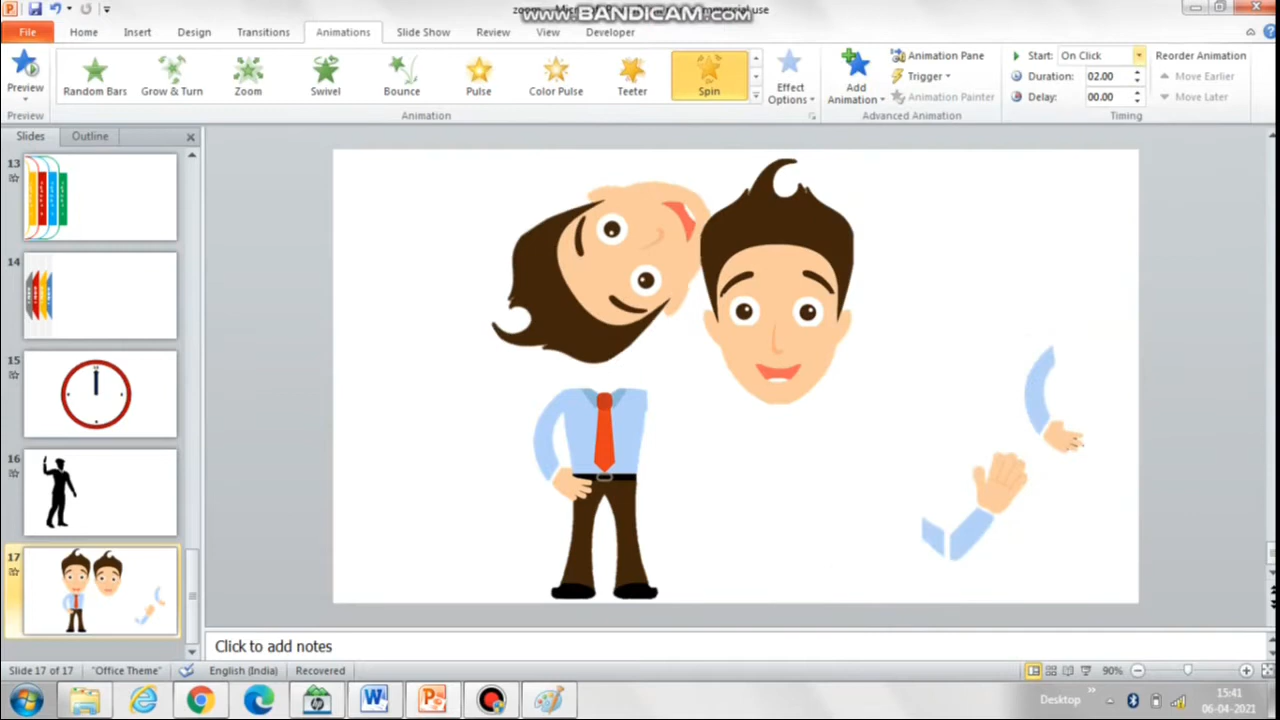 zoom
www.BANDICAM.com
mmercial use
File Home Insert Design Transitions Animations Slide Show Review View Developer
Preview
Random Bars Grow & Turn Zoom Swivel Bounce Pulse Color Pulse Teeter Spin
Effect Options
Add Animation
Animation Pane
Trigger
Animation Painter
Start: On Click
Duration: 02.00
Delay: 00.00
Reorder Animation
Move Earlier
Move Later
Preview Animation Advanced Animation Timing
Slides Outline
13
14
15
16
17
Click to add notes
Slide 17 of 17 "Office Theme" English (India) Recovered 90%
Desktop 15:41
06-04-2021